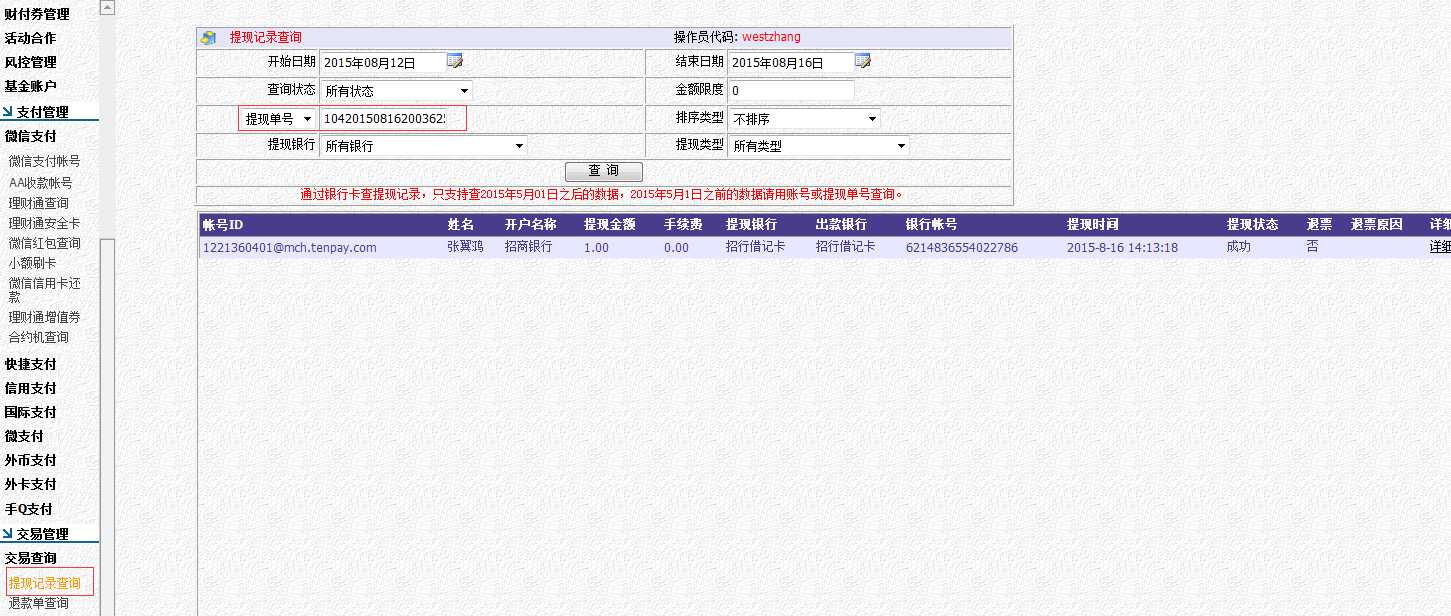 财付券管理
活动合作
风控管理
基金账户
支付管理
微信支付
微信支付帐号
AA收款帐号
理财通查询
理财通安全卡
微信红包查询
小额刷卡
微信信用卡还
款
理财通增值券
合约机查询
快捷支付
信用支付
国际支付
微支付
外币支付
外卡支付
手Q支付
交易管理
交易查询
提现记录查询
退款单查询
提现记录查询 操作员代码: westzhang
开始日期 2015年08月12日 结束日期 2015年08月16日
查询状态 所有状态 金额限度 0
提现单号 104201508162003625 排序类型 不排序
提现银行 所有银行 提现类型 所有类型
查 询
通过银行卡查提现记录，只支持查2015年5月01日之后的数据，2015年5月1日之前的数据请用账号或提现单号查询。
帐号ID 姓名 开户名称 提现金额 手续费 提现银行 出款银行 银行帐号 提现时间 提现状态 退票 退票原因 详细
1221360401@mch.tenpay.com 张翼鸿 招商银行 1.00 0.00 招行借记卡 招行借记卡 6214836554022786 2015-8-16 14:13:18 成功 否 详细